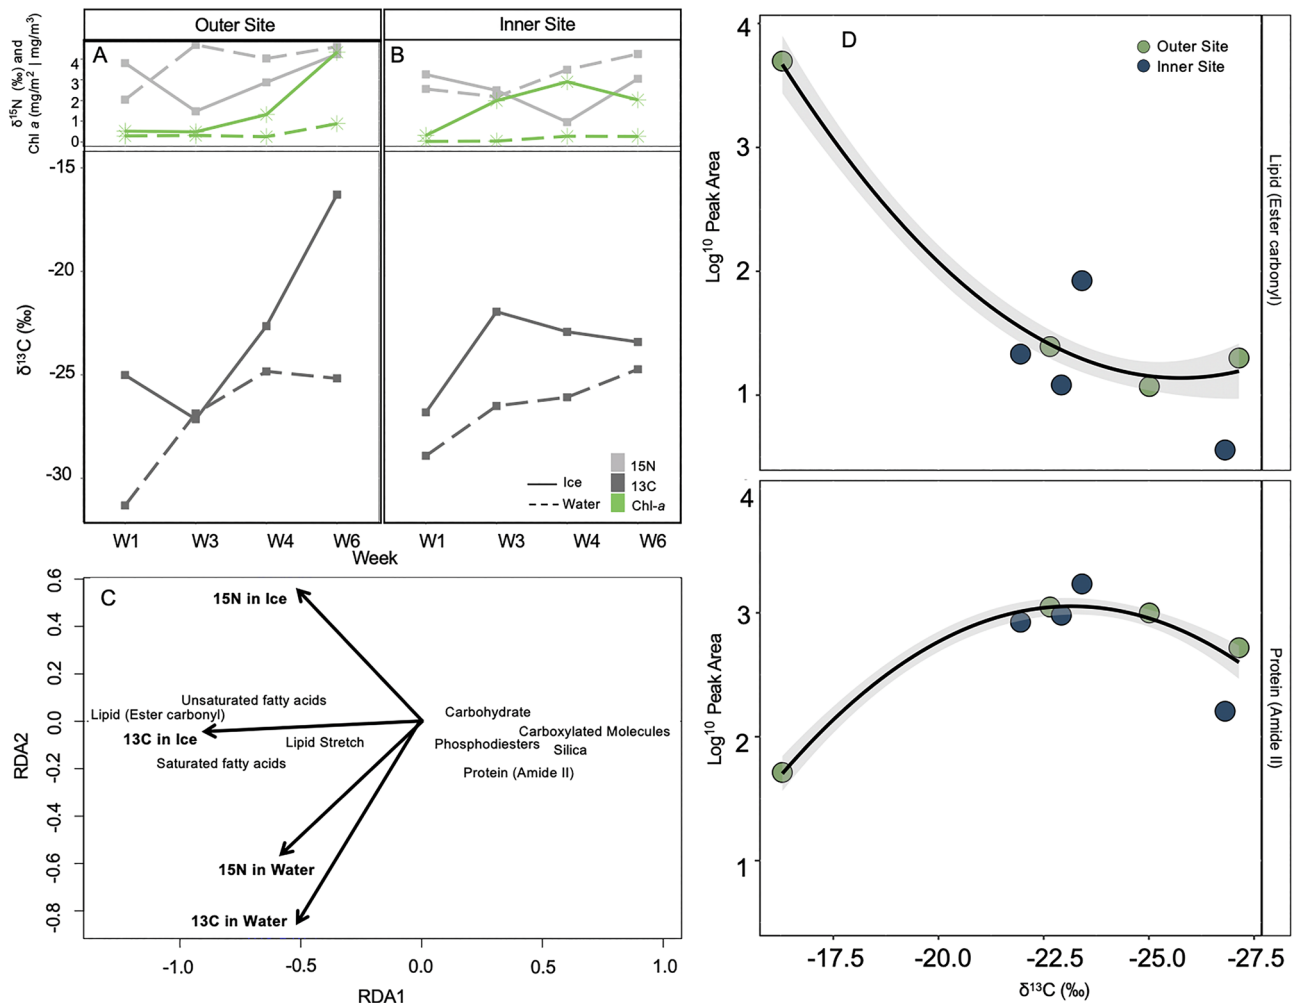 Outer Site
Inner Site
δ15N (‰) and
Chl a (mg/m2 | mg/m3)
A
B
4
3
2
1
0
δ13C (‰)
-15
-20
-25
-30
15N
Ice
13C
Water
Chl-a
W1
W3
W4
W6
W1
W3
W4
W6
Week
C
RDA2
0.6
0.4
0.2
0.0
-0.2
-0.4
-0.6
-0.8
15N in Ice
Unsaturated fatty acids
Lipid (Ester carbonyl)
13C in Ice
Lipid Stretch
Saturated fatty acids
Carbohydrate
Carboxylated Molecules
Phosphodiesters
Silica
Protein (Amide II)
15N in Water
13C in Water
-1.0
-0.5
0.0
0.5
1.0
RDA1
D
Outer Site
Inner Site
Log10 Peak Area
4
3
2
1
Lipid (Ester carbonyl)
Log10 Peak Area
4
3
2
1
Protein (Amide II)
-17.5
-20.0
-22.5
-25.0
-27.5
δ13C (‰)